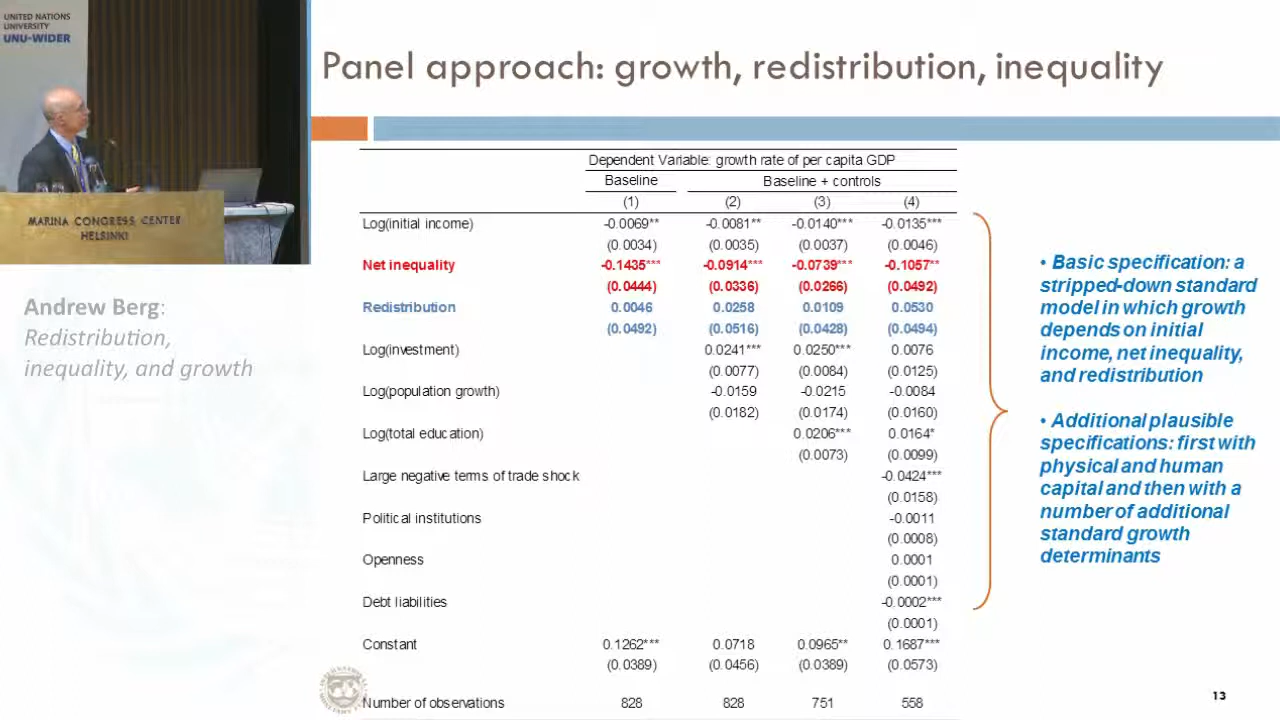 UNITED NATIONS
UNIVERSITY
UNU-WIDER
MARINA CONGRESS CENTER
HELSINKI
Andrew Berg:
Redistribution,
inequality, and growth
Panel approach: growth, redistribution, inequality
Dependent Variable: growth rate of per capita GDP
Baseline Baseline + controls
(1) (2) (3) (4)
Log(initial income) -0.0069** -0.0081** -0.0140*** -0.0135***
(0.0034) (0.0035) (0.0037) (0.0046)
Net inequality -0.1435*** -0.0914*** -0.0739*** -0.1057**
(0.0444) (0.0336) (0.0266) (0.0492)
Redistribution 0.0046 0.0258 0.0109 0.0530
(0.0492) (0.0516) (0.0428) (0.0494)
Log(investment) 0.0241*** 0.0250*** 0.0076
(0.0077) (0.0084) (0.0125)
Log(population growth) -0.0159 -0.0215 -0.0084
(0.0182) (0.0174) (0.0160)
Log(total education) 0.0206*** 0.0164*
(0.0073) (0.0099)
Large negative terms of trade shock -0.0424***
(0.0158)
Political institutions -0.0011
(0.0008)
Openness 0.0001
(0.0001)
Debt liabilities -0.0002***
(0.0001)
Constant 0.1262*** 0.0718 0.0965** 0.1687***
(0.0389) (0.0456) (0.0389) (0.0573)
Number of observations 828 828 751 558
• Basic specification: a
stripped-down standard
model in which growth
depends on initial
income, net inequality,
and redistribution
• Additional plausible
specifications: first with
physical and human
capital and then with a
number of additional
standard growth
determinants
13